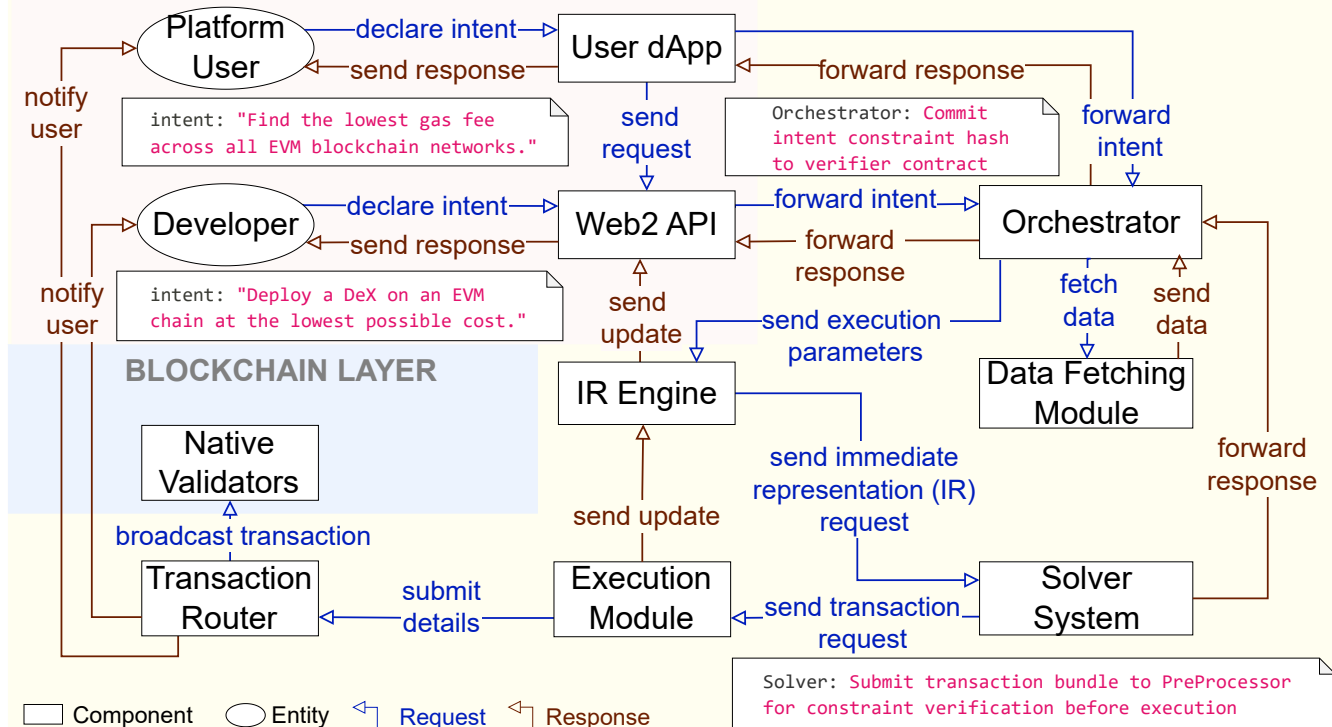 Platform
User
declare intent
send response
User dApp
forward response
notify
user
intent: "Find the lowest gas fee
across all EVM blockchain networks."
send
request
Orchestrator: Commit
intent constraint hash
to verifier contract
forward
intent
Developer
declare intent
send response
Web2 API
forward intent
forward
response
Orchestrator
notify
user
intent: "Deploy a DeX on an EVM
chain at the lowest possible cost."
send
update
send execution
parameters
fetch
data
send
data
BLOCKCHAIN LAYER
IR Engine
Data Fetching
Module
Native
Validators
send immediate
representation (IR)
request
forward
response
broadcast transaction
send update
Transaction
Router
submit
details
Execution
Module
send transaction
request
Solver
System
Solver: Submit transaction bundle to PreProcessor
for constraint verification before execution
Component
Entity
Request
Response